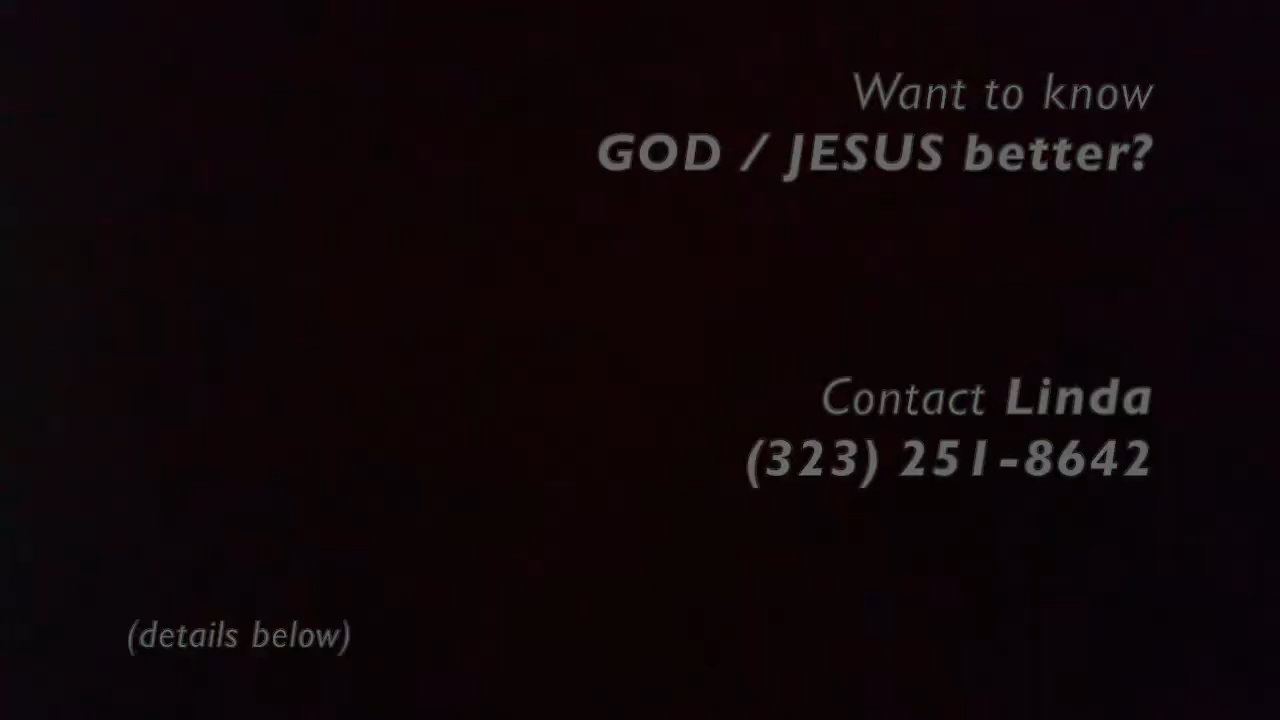 Want to know
GOD / JESUS better?
Contact Linda
(323) 251-8642
(details below)